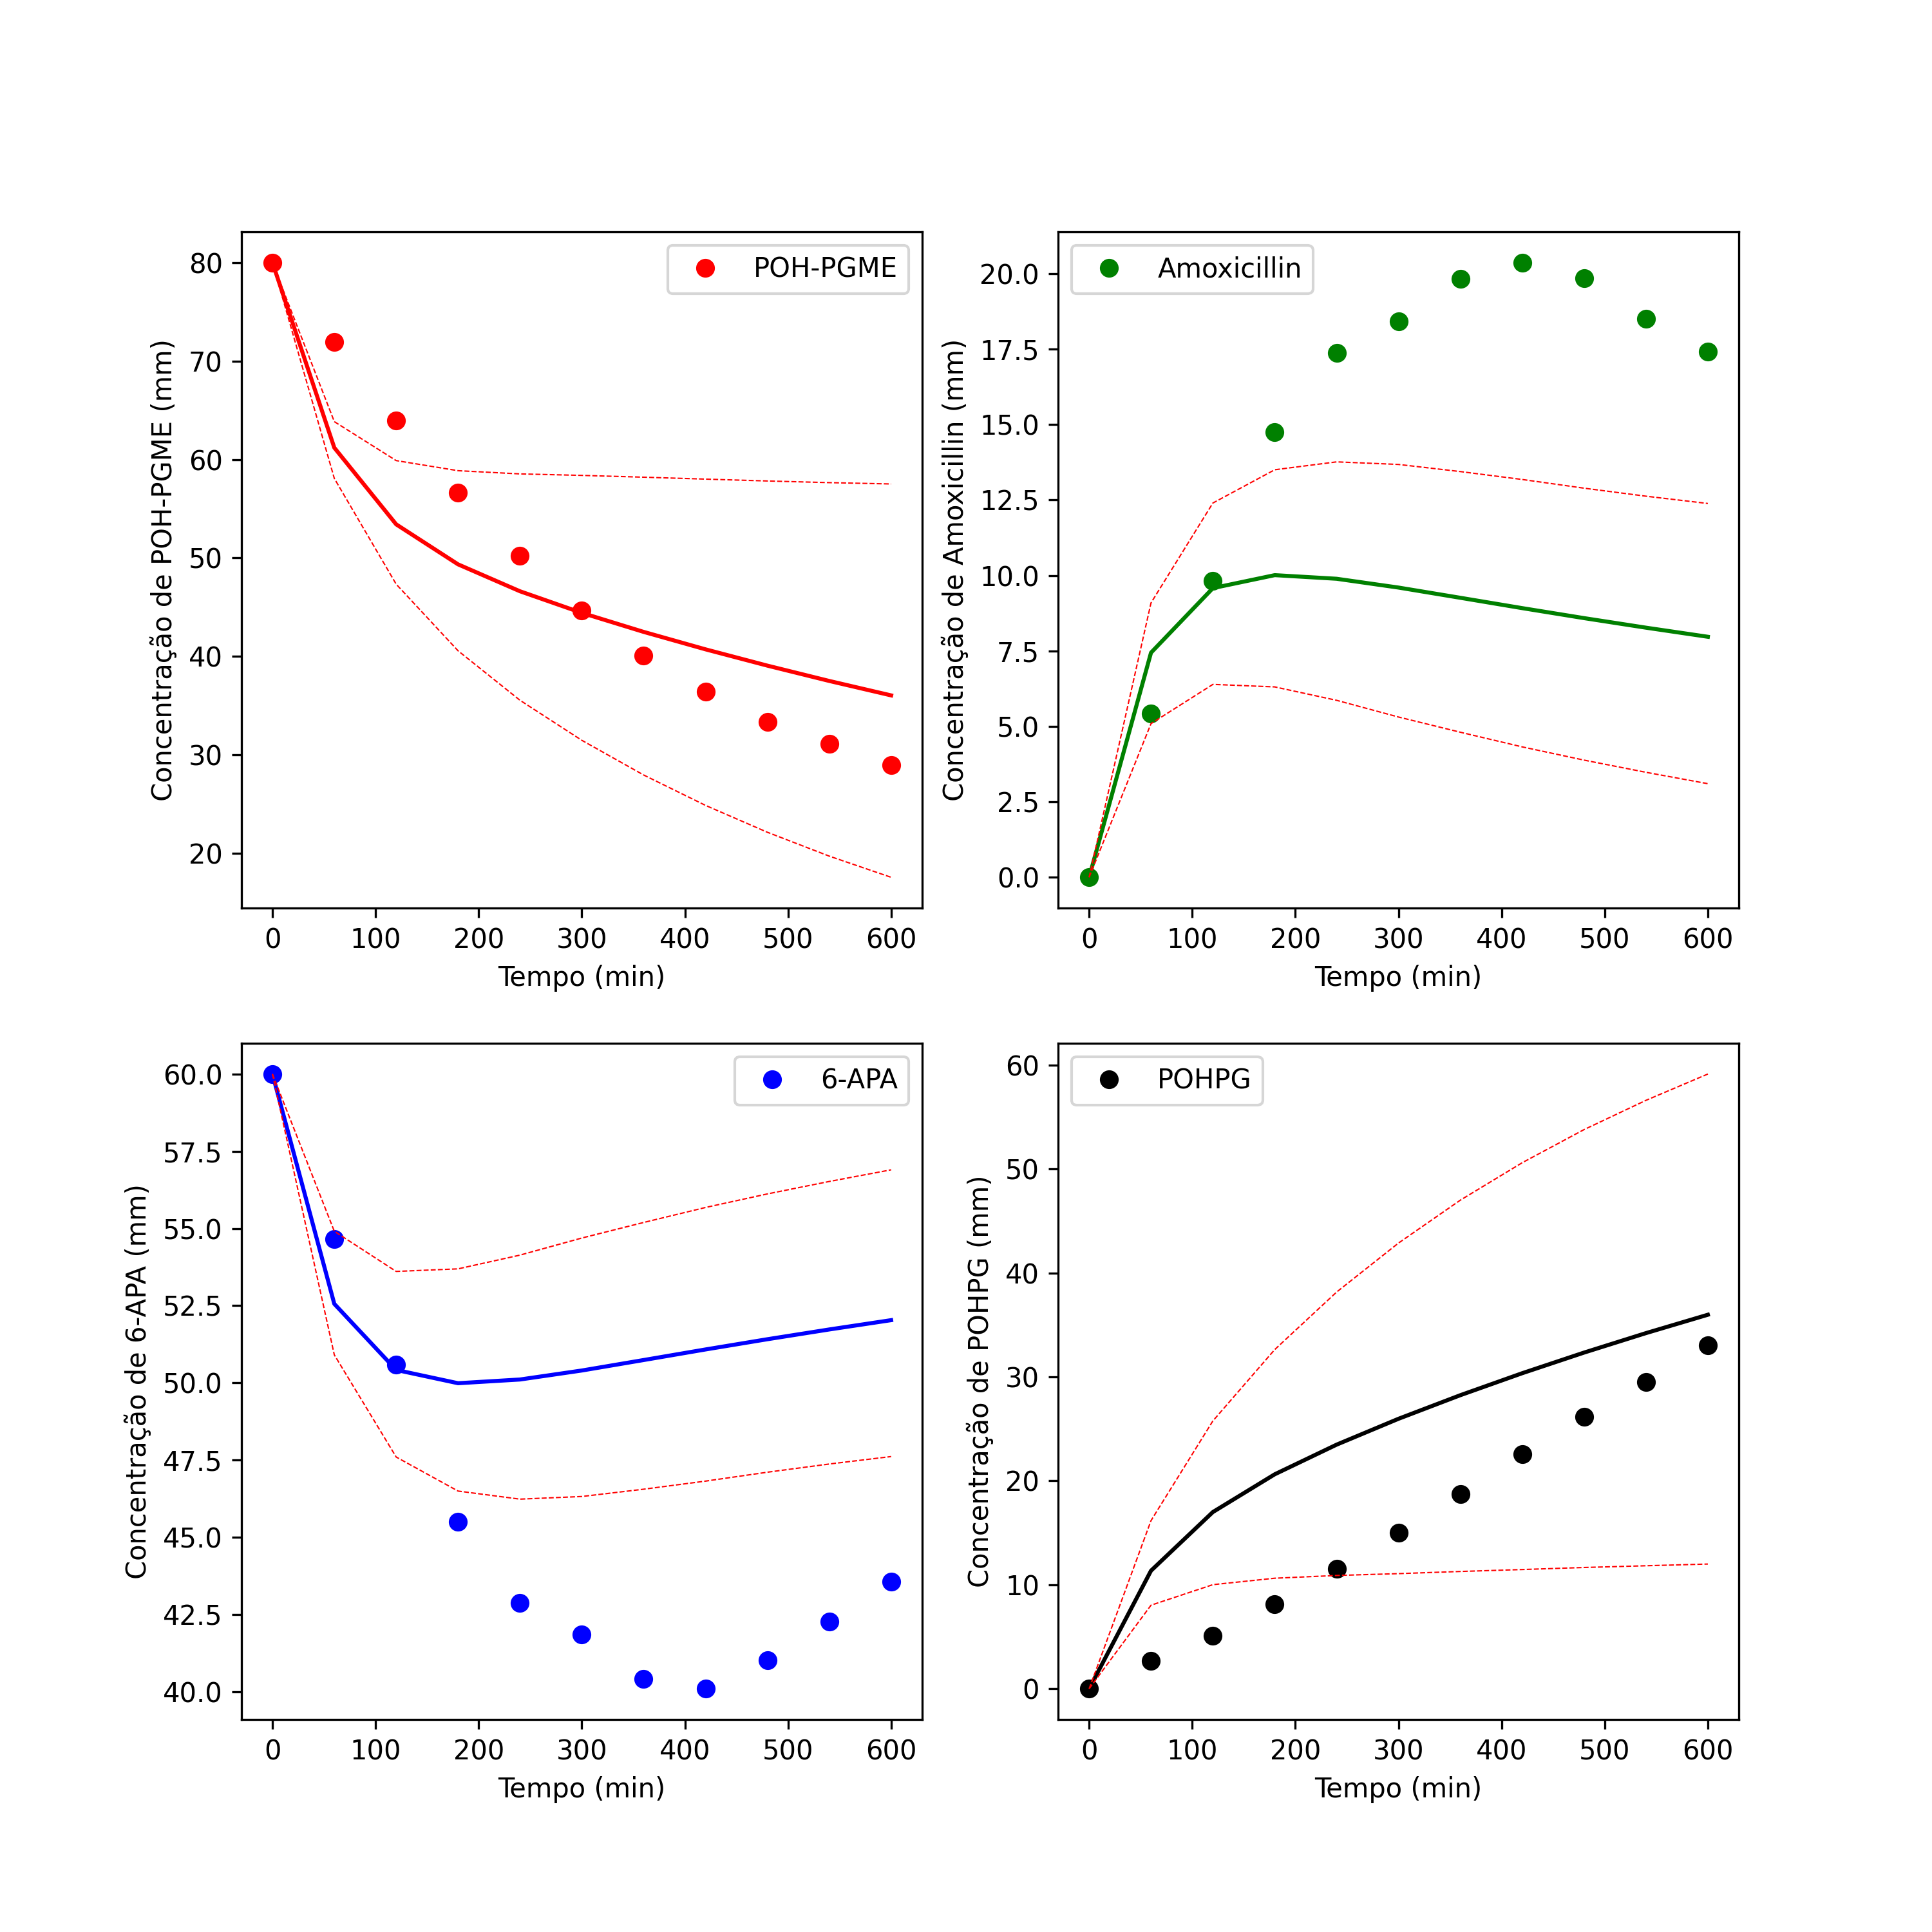 POH-PGME
Concentração de POH-PGME (mm)
80
70
60
50
40
30
20
0 100 200 300 400 500 600
Tempo (min)
Amoxicillin
Concentração de Amoxicillin (mm)
20.0
17.5
15.0
12.5
10.0
7.5
5.0
2.5
0.0
0 100 200 300 400 500 600
Tempo (min)
6-APA
Concentração de 6-APA (mm)
60.0
57.5
55.0
52.5
50.0
47.5
45.0
42.5
40.0
0 100 200 300 400 500 600
Tempo (min)
POHPG
Concentração de POHPG (mm)
60
50
40
30
20
10
0
0 100 200 300 400 500 600
Tempo (min)